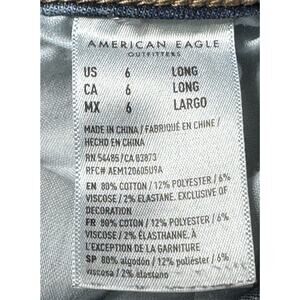 AMERICAN EAGLE
OUTFITTERS
US 6 LONG
CA 6 LONG
MX 6 LARGO
MADE IN CHINA / FABRIQUÉ EN CHINE /
HECHO EN CHINA
RN 54485/CA 03873
RFC# AEM120605U9A
EN 80% COTTON / 12% POLYESTER / 6%
VISCOSE / 2% ELASTANE. EXCLUSIVE OF
DECORATION
FR 80% COTON / 12% POLYESTER / 6%
VISCOSE / 2% ÉLASTHANNE. À
L'EXCEPTION DE LA GARNITURE
SP 80% algodón / 12% poliéster / 6%
viscosa / 2% elastano